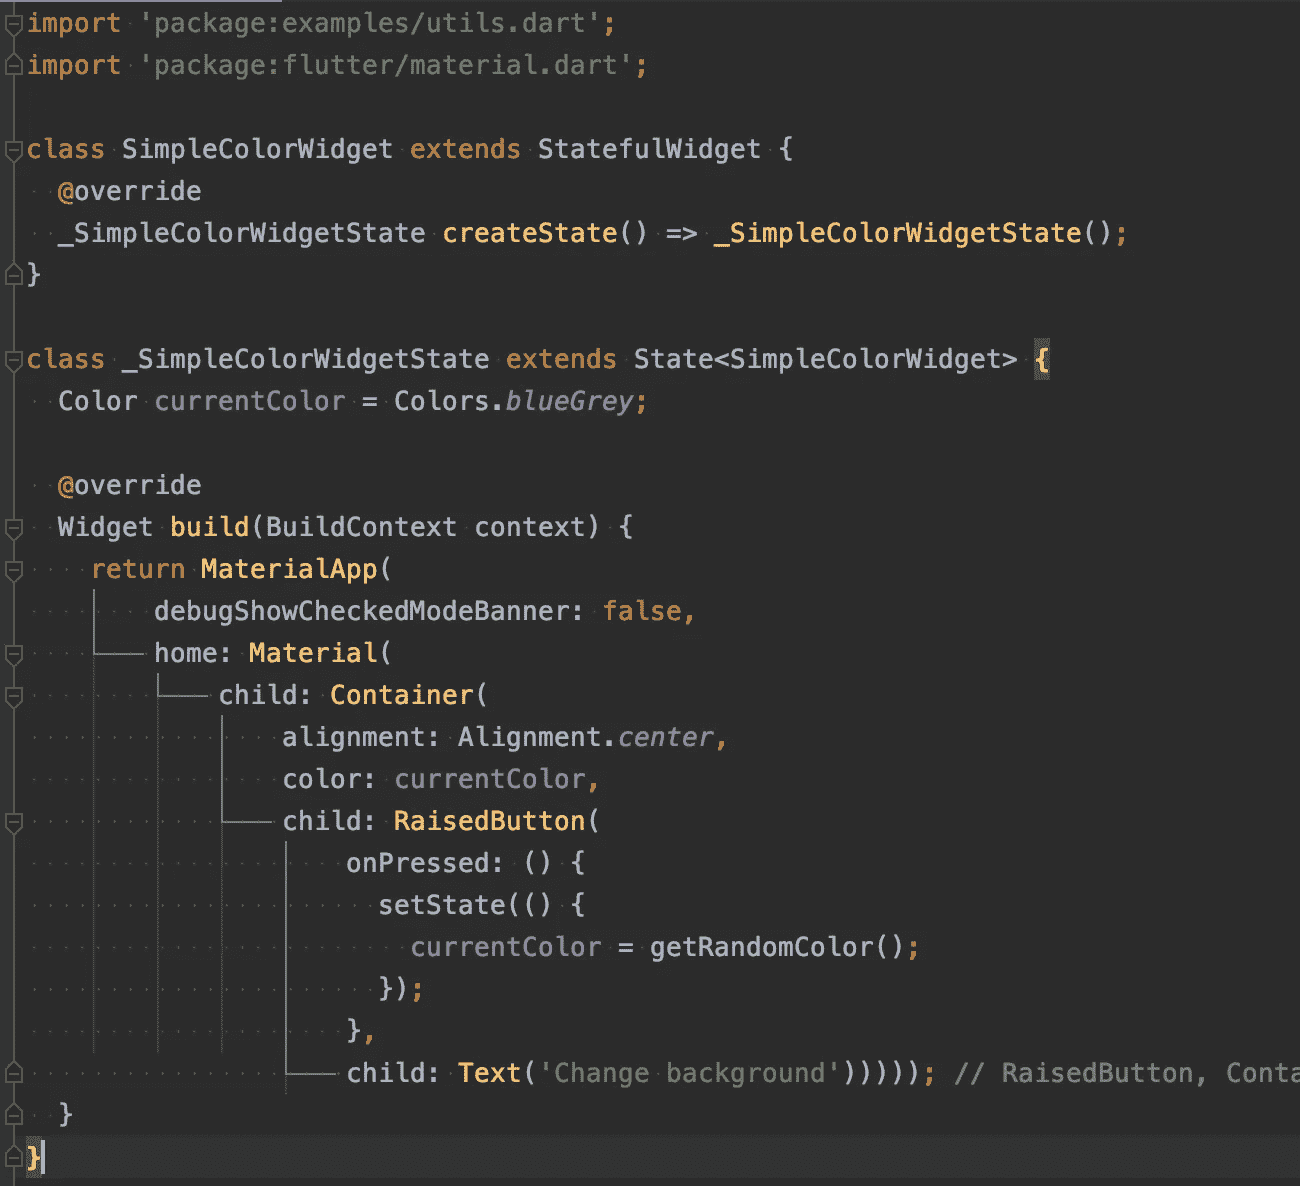 import 'package:examples/utils.dart';
import 'package:flutter/material.dart';

class SimpleColorWidget extends StatefulWidget {
  @override
  _SimpleColorWidgetState createState() => _SimpleColorWidgetState();
}

class _SimpleColorWidgetState extends State<SimpleColorWidget> {
  Color currentColor = Colors.blueGrey;

  @override
  Widget build(BuildContext context) {
    return MaterialApp(
        debugShowCheckedModeBanner: false,
        home: Material(
            child: Container(
                alignment: Alignment.center,
                color: currentColor,
                child: RaisedButton(
                    onPressed: () {
                      setState(() {
                        currentColor = getRandomColor();
                      });
                    },
                    child: Text('Change background'))))); // RaisedButton, Conta
  }
}